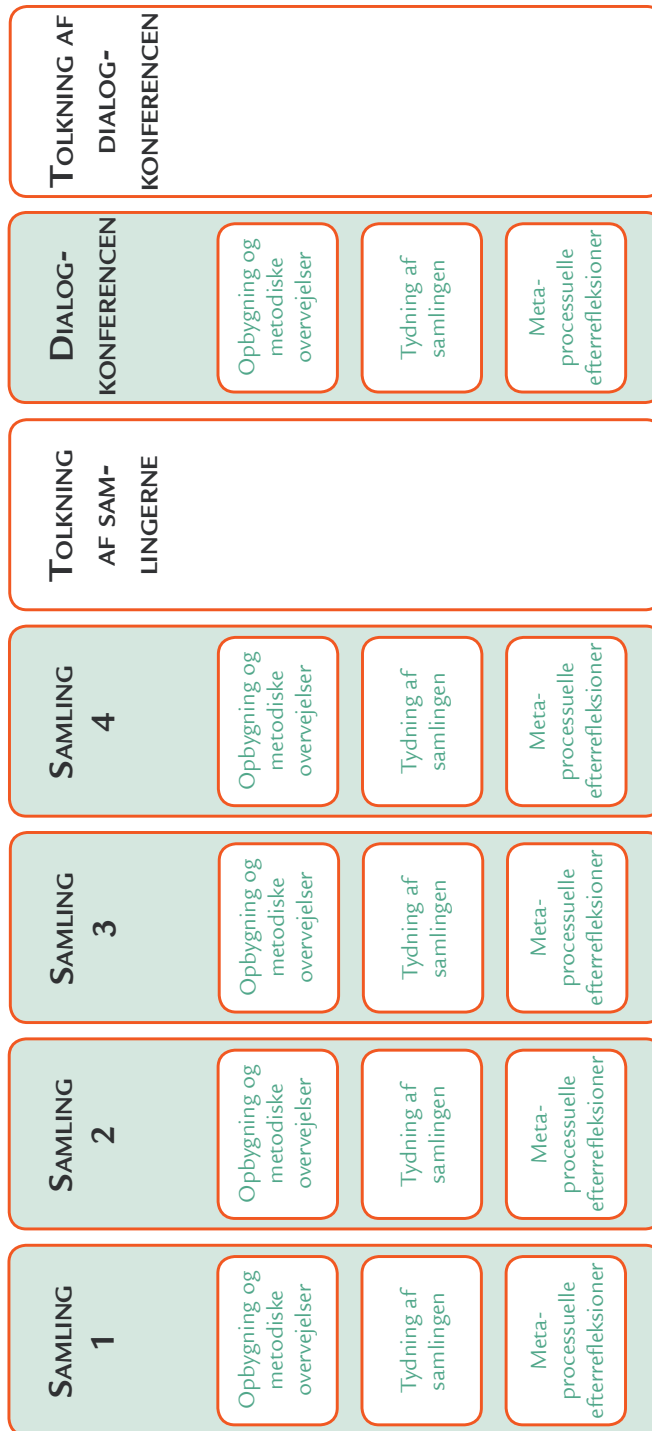 SAMLING
1
Opbygning og
metodiske
overvejelser
Tydning af
samlingen
Meta-
processuelle
efterrefleksioner
SAMLING
2
Opbygning og
metodiske
overvejelser
Tydning af
samlingen
Meta-
processuelle
efterrefleksioner
SAMLING
3
Opbygning og
metodiske
overvejelser
Tydning af
samlingen
Meta-
processuelle
efterrefleksioner
SAMLING
4
Opbygning og
metodiske
overvejelser
Tydning af
samlingen
Meta-
processuelle
efterrefleksioner
TOLKNING
AF SAM-
LINGERNE
DIALOG-
KONFERENCEN
Opbygning og
metodiske
overvejelser
Tydning af
samlingen
Meta-
processuelle
efterrefleksioner
TOLKNING AF
DIALOG-
KONFERENCEN